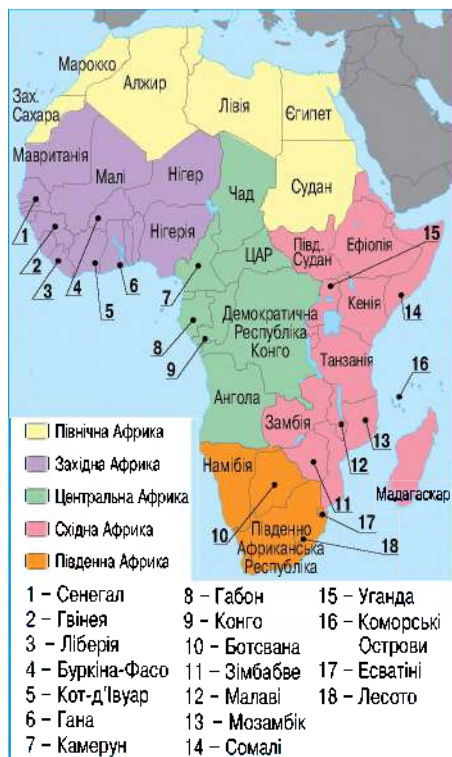 Марокко
Алжир
Лівія
Єгипет
Зах.
Сахара
Мавританія
Малі
Нігер
Чад
Судан
Нігерія
ЦАР
Півд.
Судан
Ефіопія
15
1
2
3
4
5
6
7
8
9
Демократична
Республіка
Конго
Кенія
14
Танзанія
16
Ангола
Замбія
13
12
Мадагаскар
Намібія
11
17
10
18
Південно
Африканська
Республіка
Північна Африка
Західна Африка
Центральна Африка
Східна Африка
Південна Африка
1 – Сенегал
2 – Гвінея
3 – Ліберія
4 – Буркіна-Фасо
5 – Кот-д'Івуар
6 – Гана
7 – Камерун
8 – Габон
9 – Конго
10 – Ботсвана
11 – Зімбабве
12 – Малаві
13 – Мозамбік
14 – Сомалі
15 – Уганда
16 – Коморські
Острови
17 – Есватіні
18 – Лесото